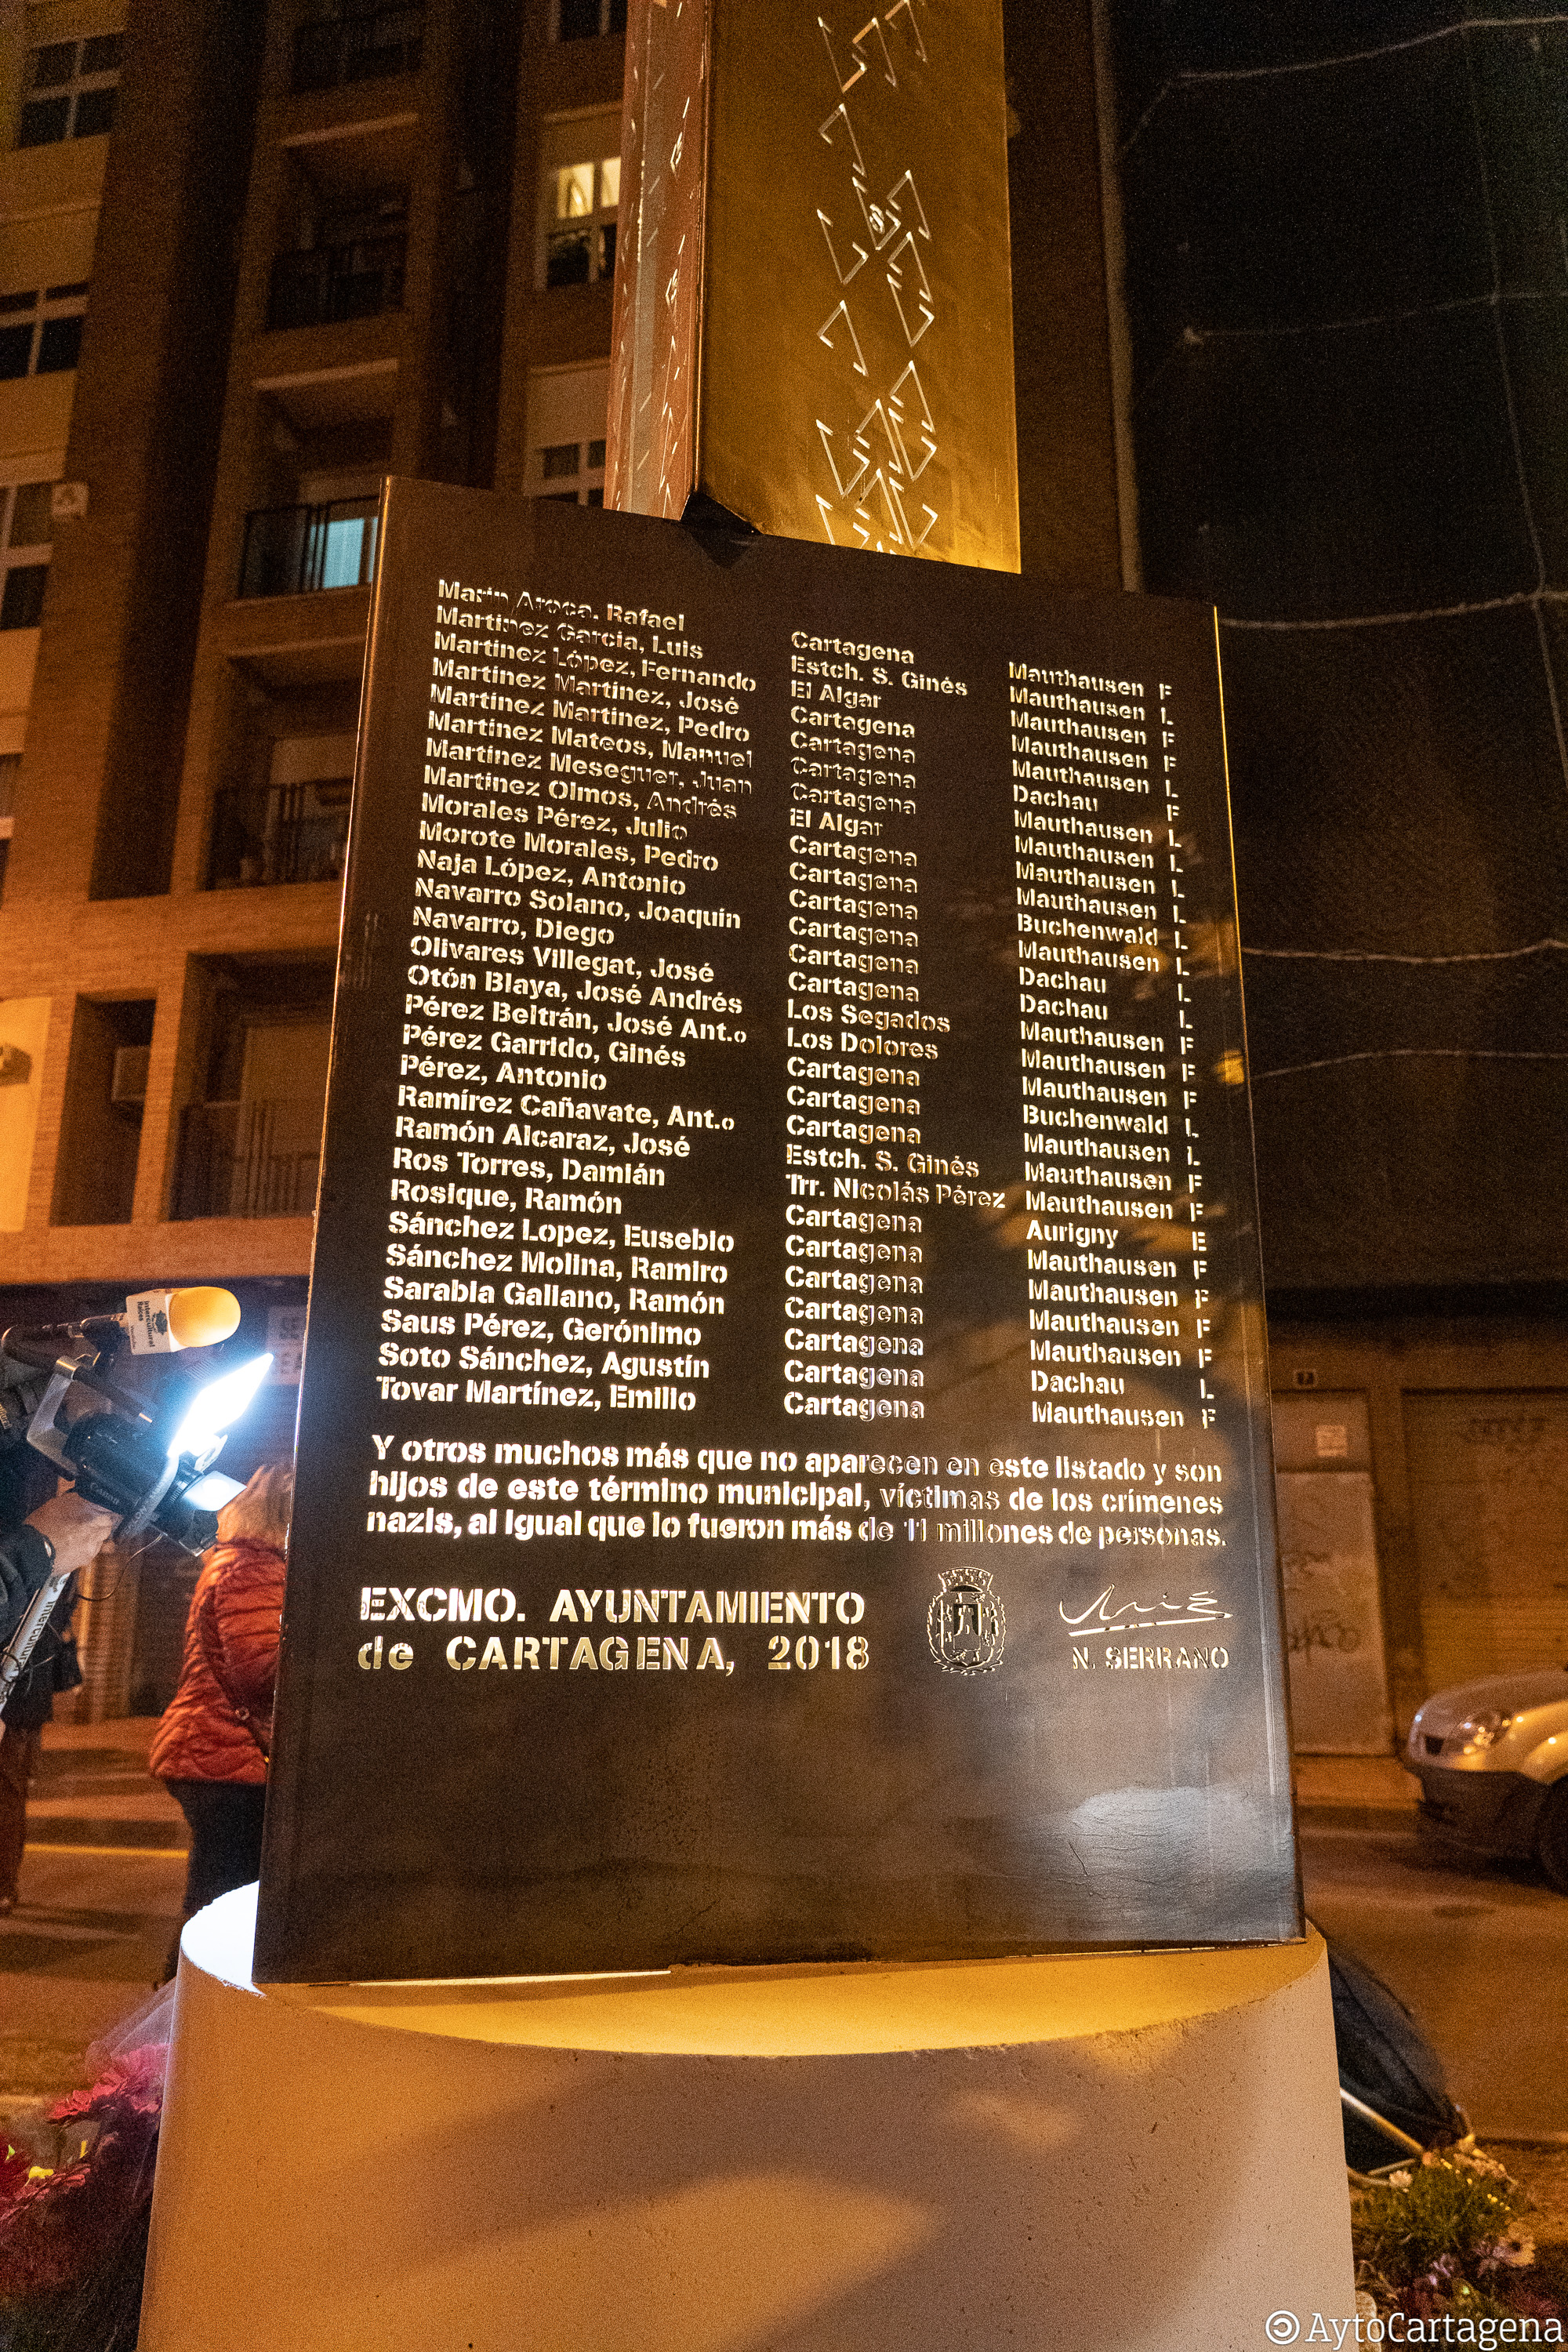 Marín Aroca, Rafael Cartagena Mauthausen F
Martínez García, Luis Estch. S. Ginés Mauthausen L
Martínez López, Fernando El Algar Mauthausen F
Martínez Martínez, José Cartagena Mauthausen F
Martínez Martínez, Pedro Cartagena Mauthausen L
Martínez Mateos, Manuel Cartagena Dachau F
Martínez Meseguer, Juan Cartagena Mauthausen L
Martínez Olmos, Andrés El Algar Mauthausen L
Morales Pérez, Julio Cartagena Mauthausen L
Morote Morales, Pedro Cartagena Mauthausen L
Naja López, Antonio Cartagena Buchenwald L
Navarro Solano, Joaquín Cartagena Mauthausen L
Navarro, Diego Cartagena Dachau L
Olivares Villegat, José Cartagena Dachau L
Otón Blaya, José Andrés Los Segados Mauthausen F
Pérez Beltrán, José Ant.o Los Dolores Mauthausen F
Pérez Garrido, Ginés Cartagena Mauthausen F
Pérez, Antonio Cartagena Buchenwald L
Ramírez Cañavate, Ant.o Cartagena Mauthausen L
Ramón Alcaraz, José Estch. S. Ginés Mauthausen F
Ros Torres, Damián Trr. Nicolás Pérez Mauthausen F
Rosique, Ramón Cartagena Aurigny E
Sánchez Lopez, Eusebio Cartagena Mauthausen F
Sánchez Molina, Ramiro Cartagena Mauthausen F
Sarabia Galiano, Ramón Cartagena Mauthausen F
Saus Pérez, Gerónimo Cartagena Mauthausen F
Soto Sánchez, Agustín Cartagena Dachau L
Tovar Martínez, Emilio Cartagena Mauthausen F
Y otros muchos más que no aparecen en este listado y son
hijos de este término municipal, víctimas de los crímenes
nazis, al igual que lo fueron más de 11 millones de personas.
EXCMO. AYUNTAMIENTO
de CARTAGENA, 2018
N. SERRANO
AytoCartagena